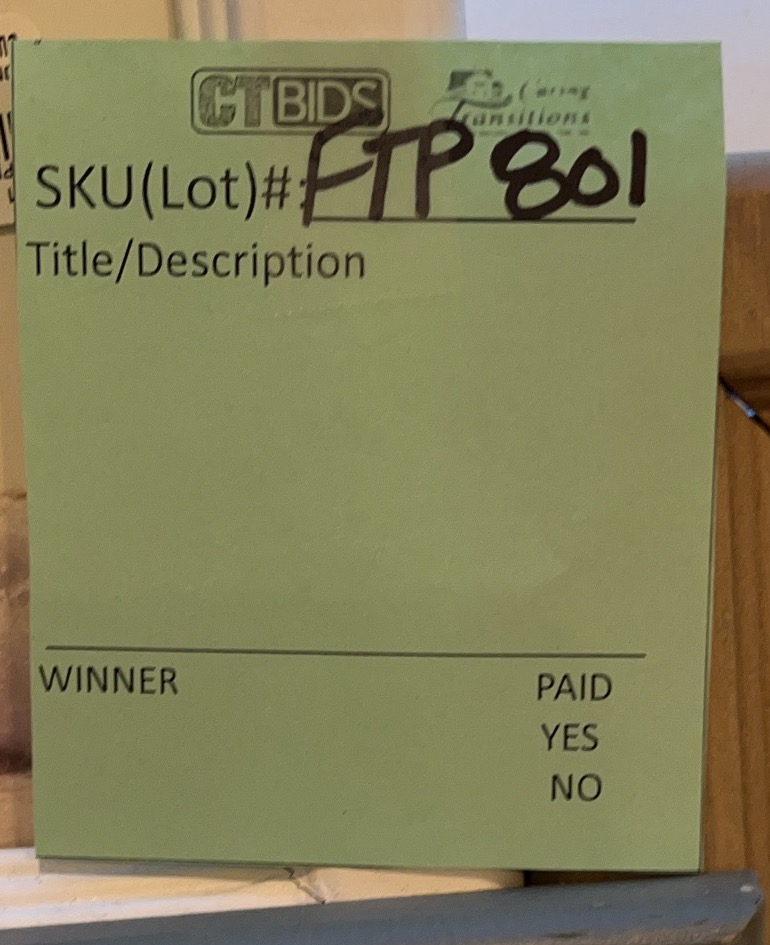 CTBIDS
Caring
Transitions
SKU(Lot)#: FTP 801
Title/Description
WINNER
PAID
YES
NO